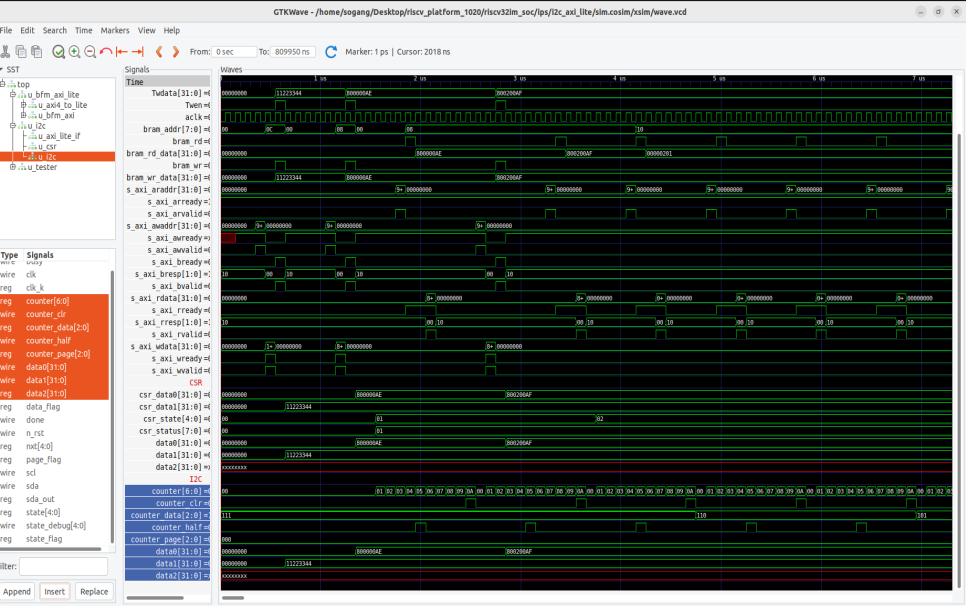 GTKWave - /home/sogang/Desktop/riscv_platform_1020/riscv32im_soc/ips/i2c_axi_lite/sim.cosim/xsim/wave.vcd
File Edit Search Time Markers View Help
From: 0 sec To: 809950 ns Marker: 1 ps | Cursor: 2018 ns
SST
top
u_bfm_axi_lite
u_axi4_to_lite
u_bfm_axi
u_i2c
u_axi_lite_if
u_csr
u_i2c
u_tester
Type Signals
wire busy
wire clk
reg clk_k
reg counter[6:0]
wire counter_clr
reg counter_data[2:0]
wire counter_half
reg counter_page[2:0]
wire data0[31:0]
wire data1[31:0]
reg data2[31:0]
reg data_flag
wire done
wire n_rst
reg nxt[4:0]
reg page_flag
wire scl
wire sda
reg sda_out
reg state[4:0]
wire state_debug[4:0]
reg state_flag
Filter:
Append Insert Replace
Signals
Time
Twdata[31:0] =
Twen =
aclk =
bram_addr[7:0] =
bram_rd =
bram_rd_data[31:0] =
bram_wr =
bram_wr_data[31:0] =
s_axi_araddr[31:0] =
s_axi_arready =
s_axi_arvalid =
s_axi_awaddr[31:0] =
s_axi_awready =
s_axi_awvalid =
s_axi_bready =
s_axi_bresp[1:0] =
s_axi_bvalid =
s_axi_rdata[31:0] =
s_axi_rready =
s_axi_rresp[1:0] =
s_axi_rvalid =
s_axi_wdata[31:0] =
s_axi_wready =
s_axi_wvalid =
CSR
csr_data0[31:0] =
csr_data1[31:0] =
csr_state[4:0] =
csr_status[7:0] =
data0[31:0] =
data1[31:0] =
data2[31:0] =
I2C
counter[6:0] =
counter_clr =
counter_data[2:0] =
counter_half =
counter_page[2:0] =
data0[31:0] =
data1[31:0] =
data2[31:0] =
Waves
1 us 2 us 3 us 4 us 5 us 6 us 7 us
00000000 11223344 800000AE 800200AF
00 0C 00 08 00 08 10
00000000 800000AE 800200AF 00000201
00000000 11223344 800000AE 800200AF
00000000 9+ 00000000 9+ 00000000 9+ 00000000 9+ 00000000 9+ 00000000 9+ 00000000
00000000 9+ 00000000 9+ 00000000 9+ 00000000
10 00 10 00 10 00 10
00000000 8+ 00000000 8+ 00000000 0+ 00000000 0+ 00000000 0+ 00000000 0+ 00000000
10 00 10 00 10 00 10 00 10 00 10 00 10
00000000 1+ 00000000 8+ 00000000 8+ 00000000
00000000 800000AE 800200AF
00000000 11223344
00 01 02
00 01
00000000 800000AE 800200AF
00000000 11223344
xxxxxxxx
00 01 02 03 04 05 06 07 08 09 0A 00 01 02 03 04 05 06 07 08 09 0A 00 01 02 03 04 05 06 07 08 09 0A 00 01 02 03 04 05 06 07 08 09 0A 00 01 02 03 04 05 06 07 08 09 0A 00 01 02
111 110 101
000
00000000 800000AE 800200AF
00000000 11223344
xxxxxxxx